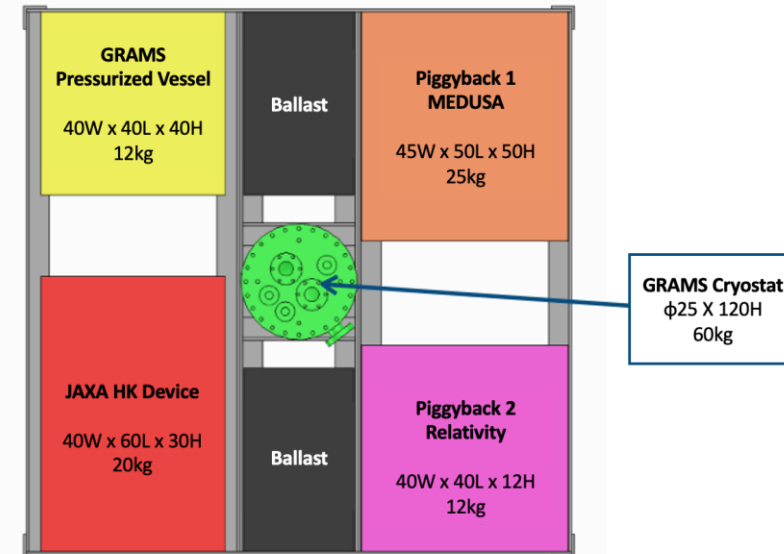 GRAMS
Pressurized Vessel
40W x 40L x 40H
12kg
Ballast
Piggyback 1
MEDUSA
45W x 50L x 50H
25kg
GRAMS Cryostat
ϕ25 X 120H
60kg
JAXA HK Device
40W x 60L x 30H
20kg
Ballast
Piggyback 2
Relativity
40W x 40L x 12H
12kg